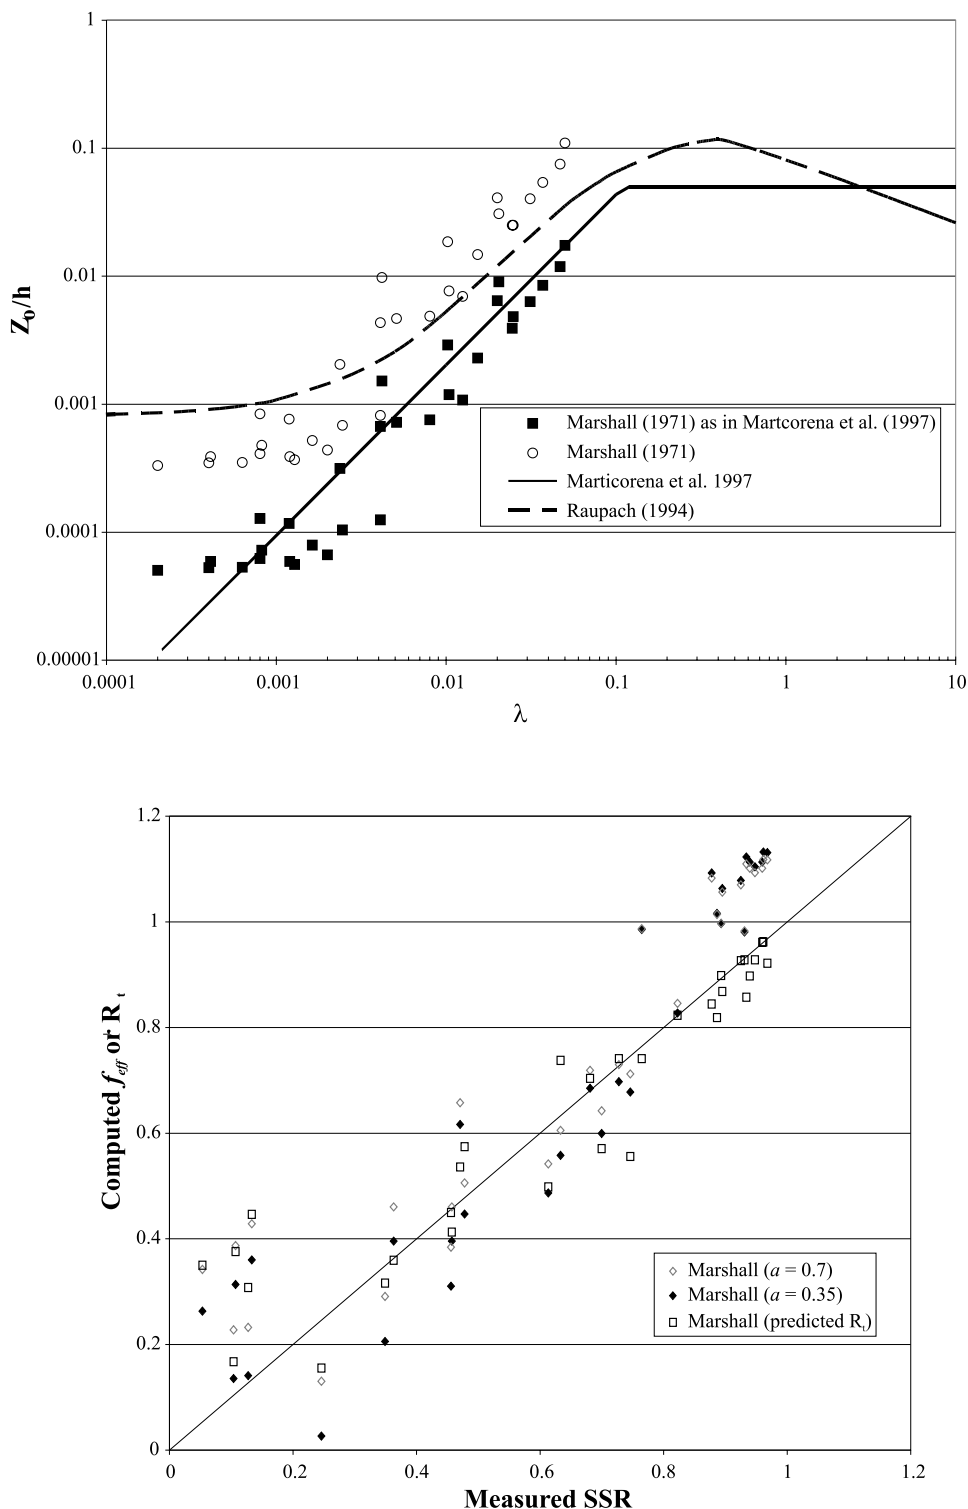 1
0.1
0.01
0.001
0.0001
0.00001
Z0/h
0.0001 0.001 0.01 0.1 1 10
λ
Marshall (1971) as in Martcorena et al. (1997)
Marshall (1971)
Marticorena et al. 1997
Raupach (1994)
1.2
1
0.8
0.6
0.4
0.2
0
Computed feff or Rt
0 0.2 0.4 0.6 0.8 1 1.2
Measured SSR
Marshall (a = 0.7)
Marshall (a = 0.35)
Marshall (predicted Rt)